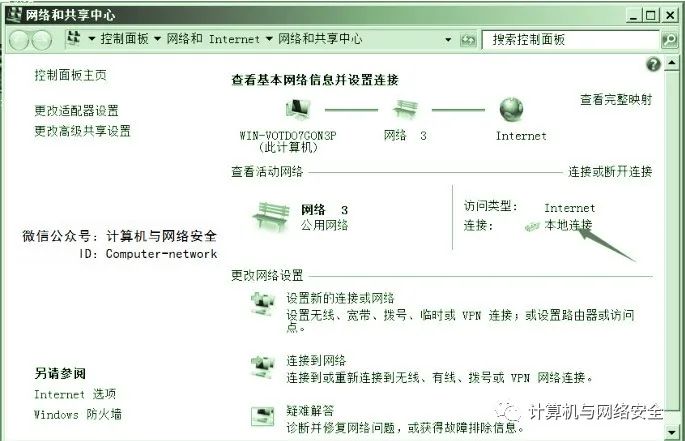 网络和共享中心
控制面板 网络和 Internet 网络和共享中心
搜索控制面板
控制面板主页
更改适配器设置
更改高级共享设置
微信公众号: 计算机与网络安全
ID: Computer-network
另请参阅
Internet 选项
Windows 防火墙
查看基本网络信息并设置连接
查看完整映射
WIN-VOTDO7GON3P
(此计算机)
网络 3
Internet
查看活动网络
连接或断开连接
网络 3
公用网络
访问类型: Internet
连接: 本地连接
更改网络设置
设置新的连接或网络
设置无线、宽带、拨号、临时或 VPN 连接；或设置路由器或访问
点。
连接到网络
连接到或重新连接到无线、有线、拨号或 VPN 网络连接。
疑难解答
诊断并修复网络问题，或获得故障排除信息。
计算机与网络安全